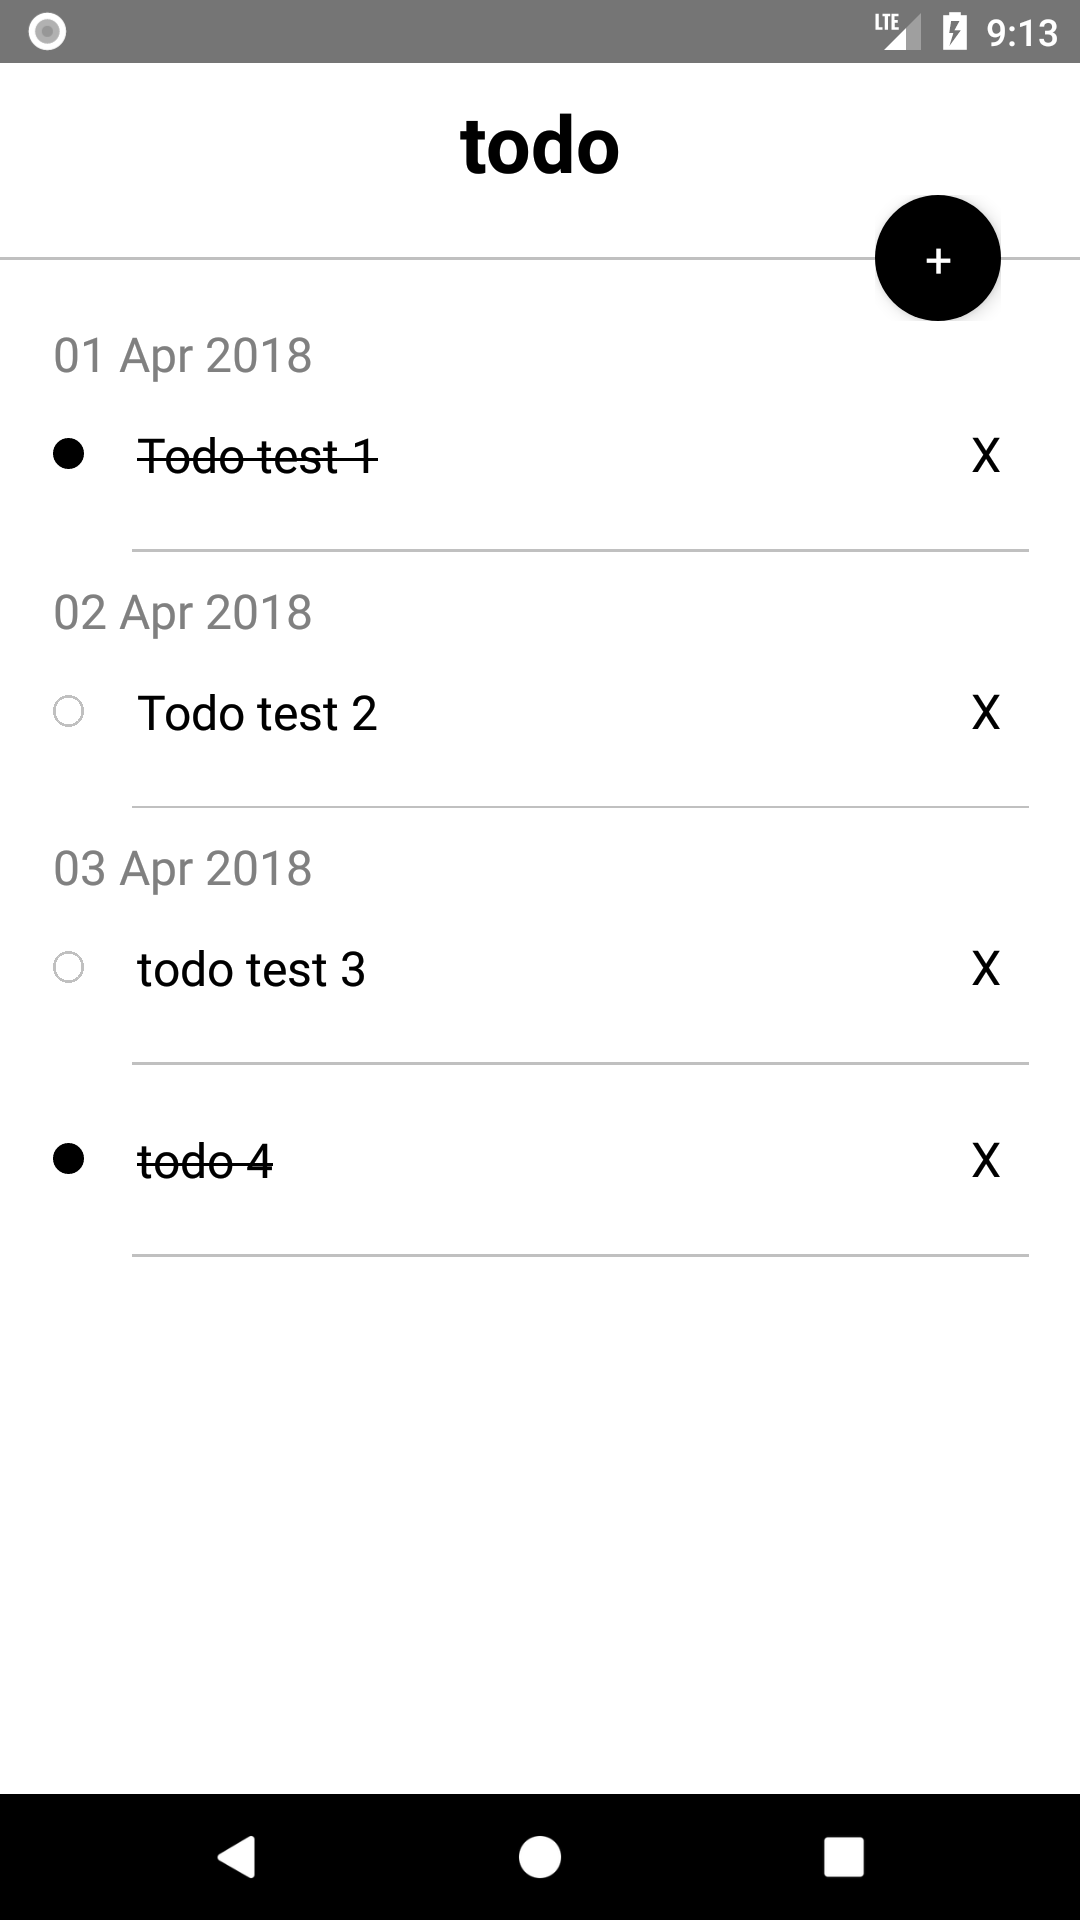 LTE 9:13
todo
+
01 Apr 2018
Todo test 1 X
02 Apr 2018
Todo test 2 X
03 Apr 2018
todo test 3 X
todo 4 X